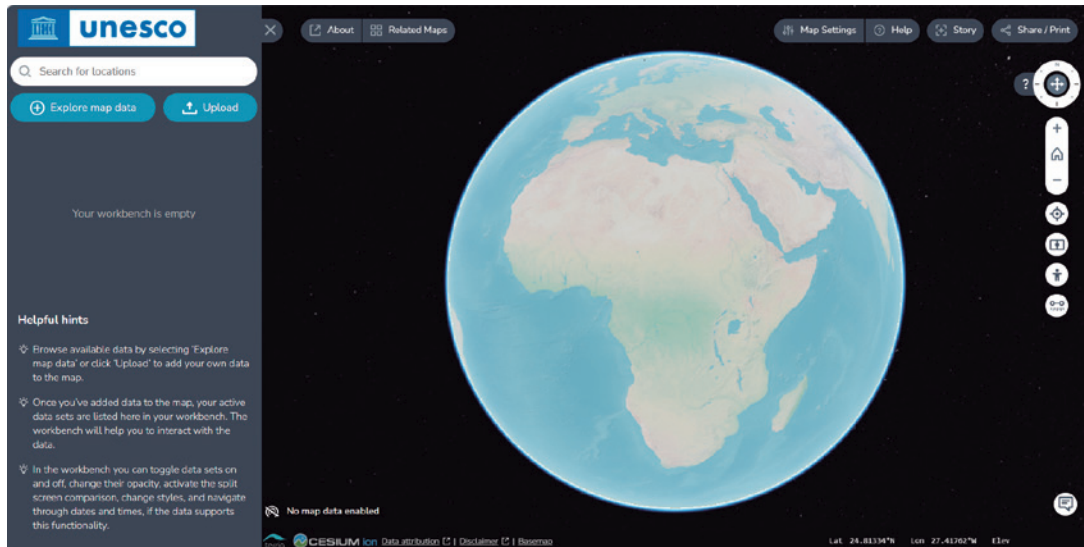 unesco
About
Related Maps
Map Settings
Help
Story
Share / Print
Search for locations
Explore map data
Upload
?
Your workbench is empty
Helpful hints
Browse available data by selecting 'Explore
map data' or click 'Upload' to add your own data
to the map.
Once you've added data to the map, your active
data sets are listed here in your workbench. The
workbench will help you to interact with the
data.
In the workbench you can toggle data sets on
and off, change their opacity, activate the split
screen comparison, change styles, and navigate
through dates and times, if the data supports
this functionality.
No map data enabled
CESIUM ion Data attribution | Disclaimer | Basemap
Lat 24.81334°N Lon 27.41762°W Elev